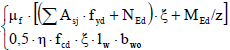 μf · [(∑ Asj · fyd + NEd) · ξ + MEd/z]
0,5 · η · fcd · ξ · lw · bwo